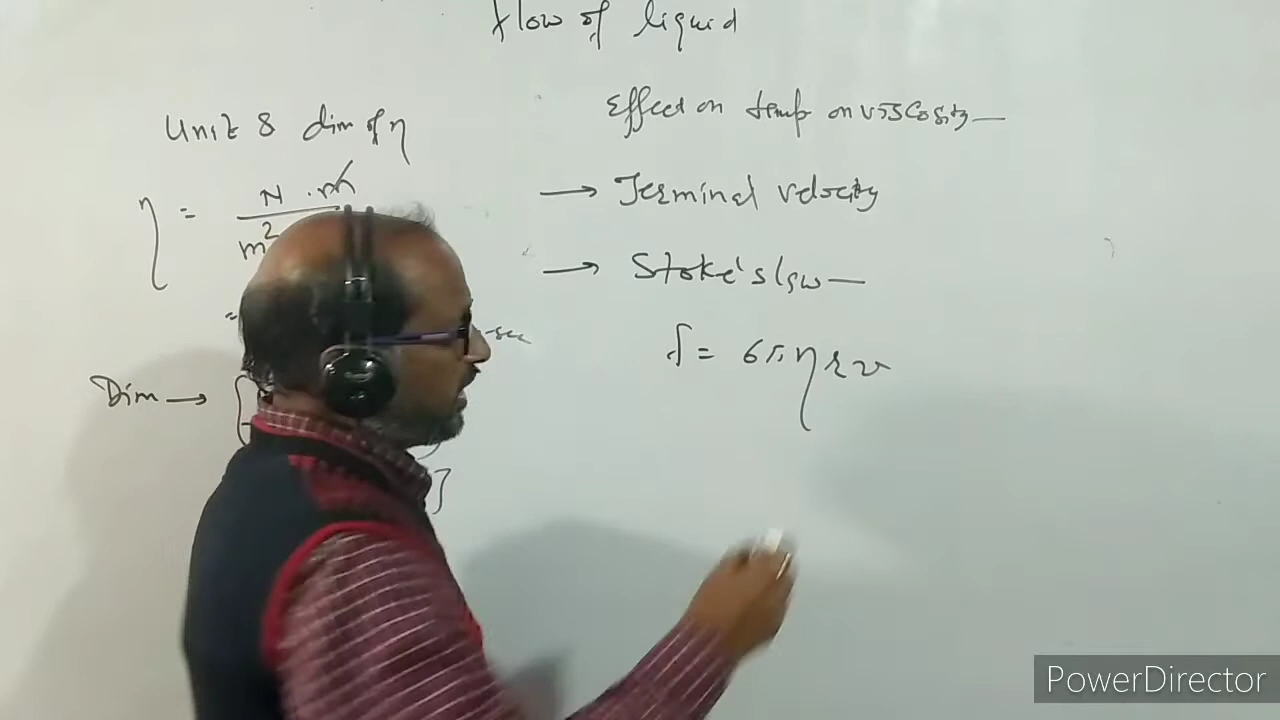 flow of liquid
Unit & dim of η
η = N · m
m²
=
-sec
Dim →
]
Effect on temp on viscosity —
→ Terminal velocity
→ Stoke's law —
f = 6πηrv
PowerDirector